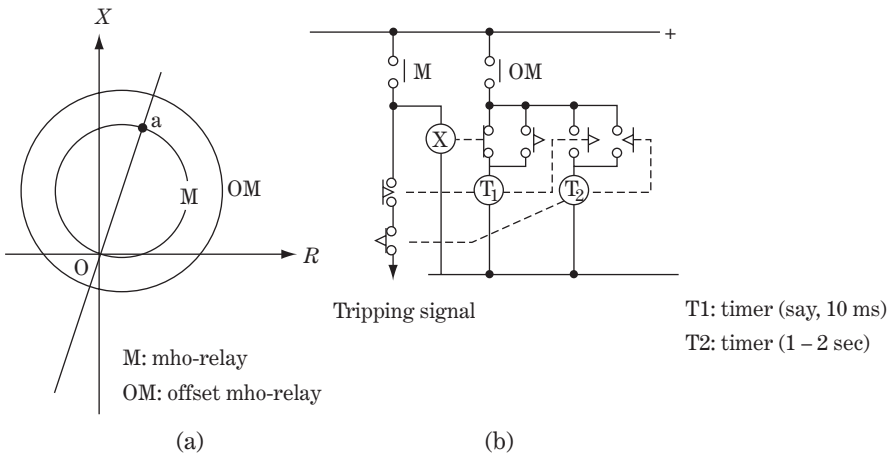 X
a
M
OM
O
R
M: mho-relay
OM: offset mho-relay
(a)
+
M
OM
X
T1
T2
Tripping signal
(b)
T1: timer (say, 10 ms)
T2: timer (1 – 2 sec)